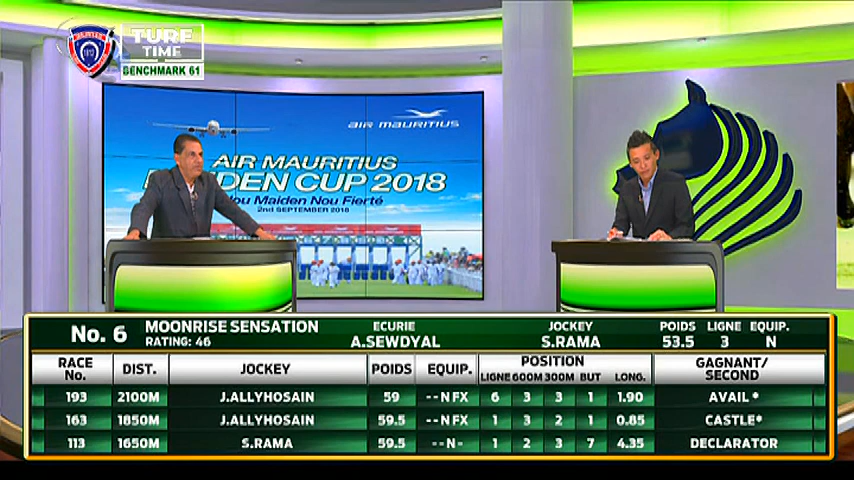 1812
TURF
TIME
BENCHMARK 61
AIR MAURITIUS
AIR MAURITIUS
CUP 2018
Maiden Nou Fierté
2nd SEPTEMBER 2018
No. 6 MOONRISE SENSATION ECURIE JOCKEY POIDS LIGNE EQUIP.
RATING: 46 A.SEWDYAL S.RAMA 53.5 3 N
RACE No. DIST. JOCKEY POIDS EQUIP. POSITION GAGNANT/ SECOND
LIGNE 600M 300M BUT LONG.
193 2100M J.ALLYHOSAIN 59 --N FX 6 3 3 1 1.90 AVAIL *
163 1850M J.ALLYHOSAIN 59.5 --N FX 1 3 2 1 0.85 CASTLE*
113 1650M S.RAMA 59.5 --N- 1 2 3 7 4.35 DECLARATOR